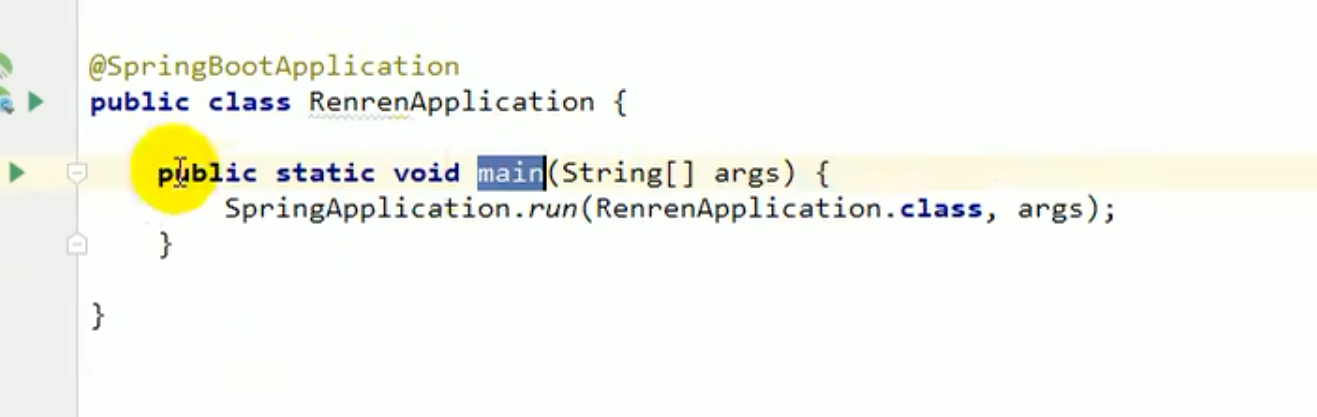 @SpringBootApplication
public class RenrenApplication {
public static void main(String[] args) {
SpringApplication.run(RenrenApplication.class, args);
}
}